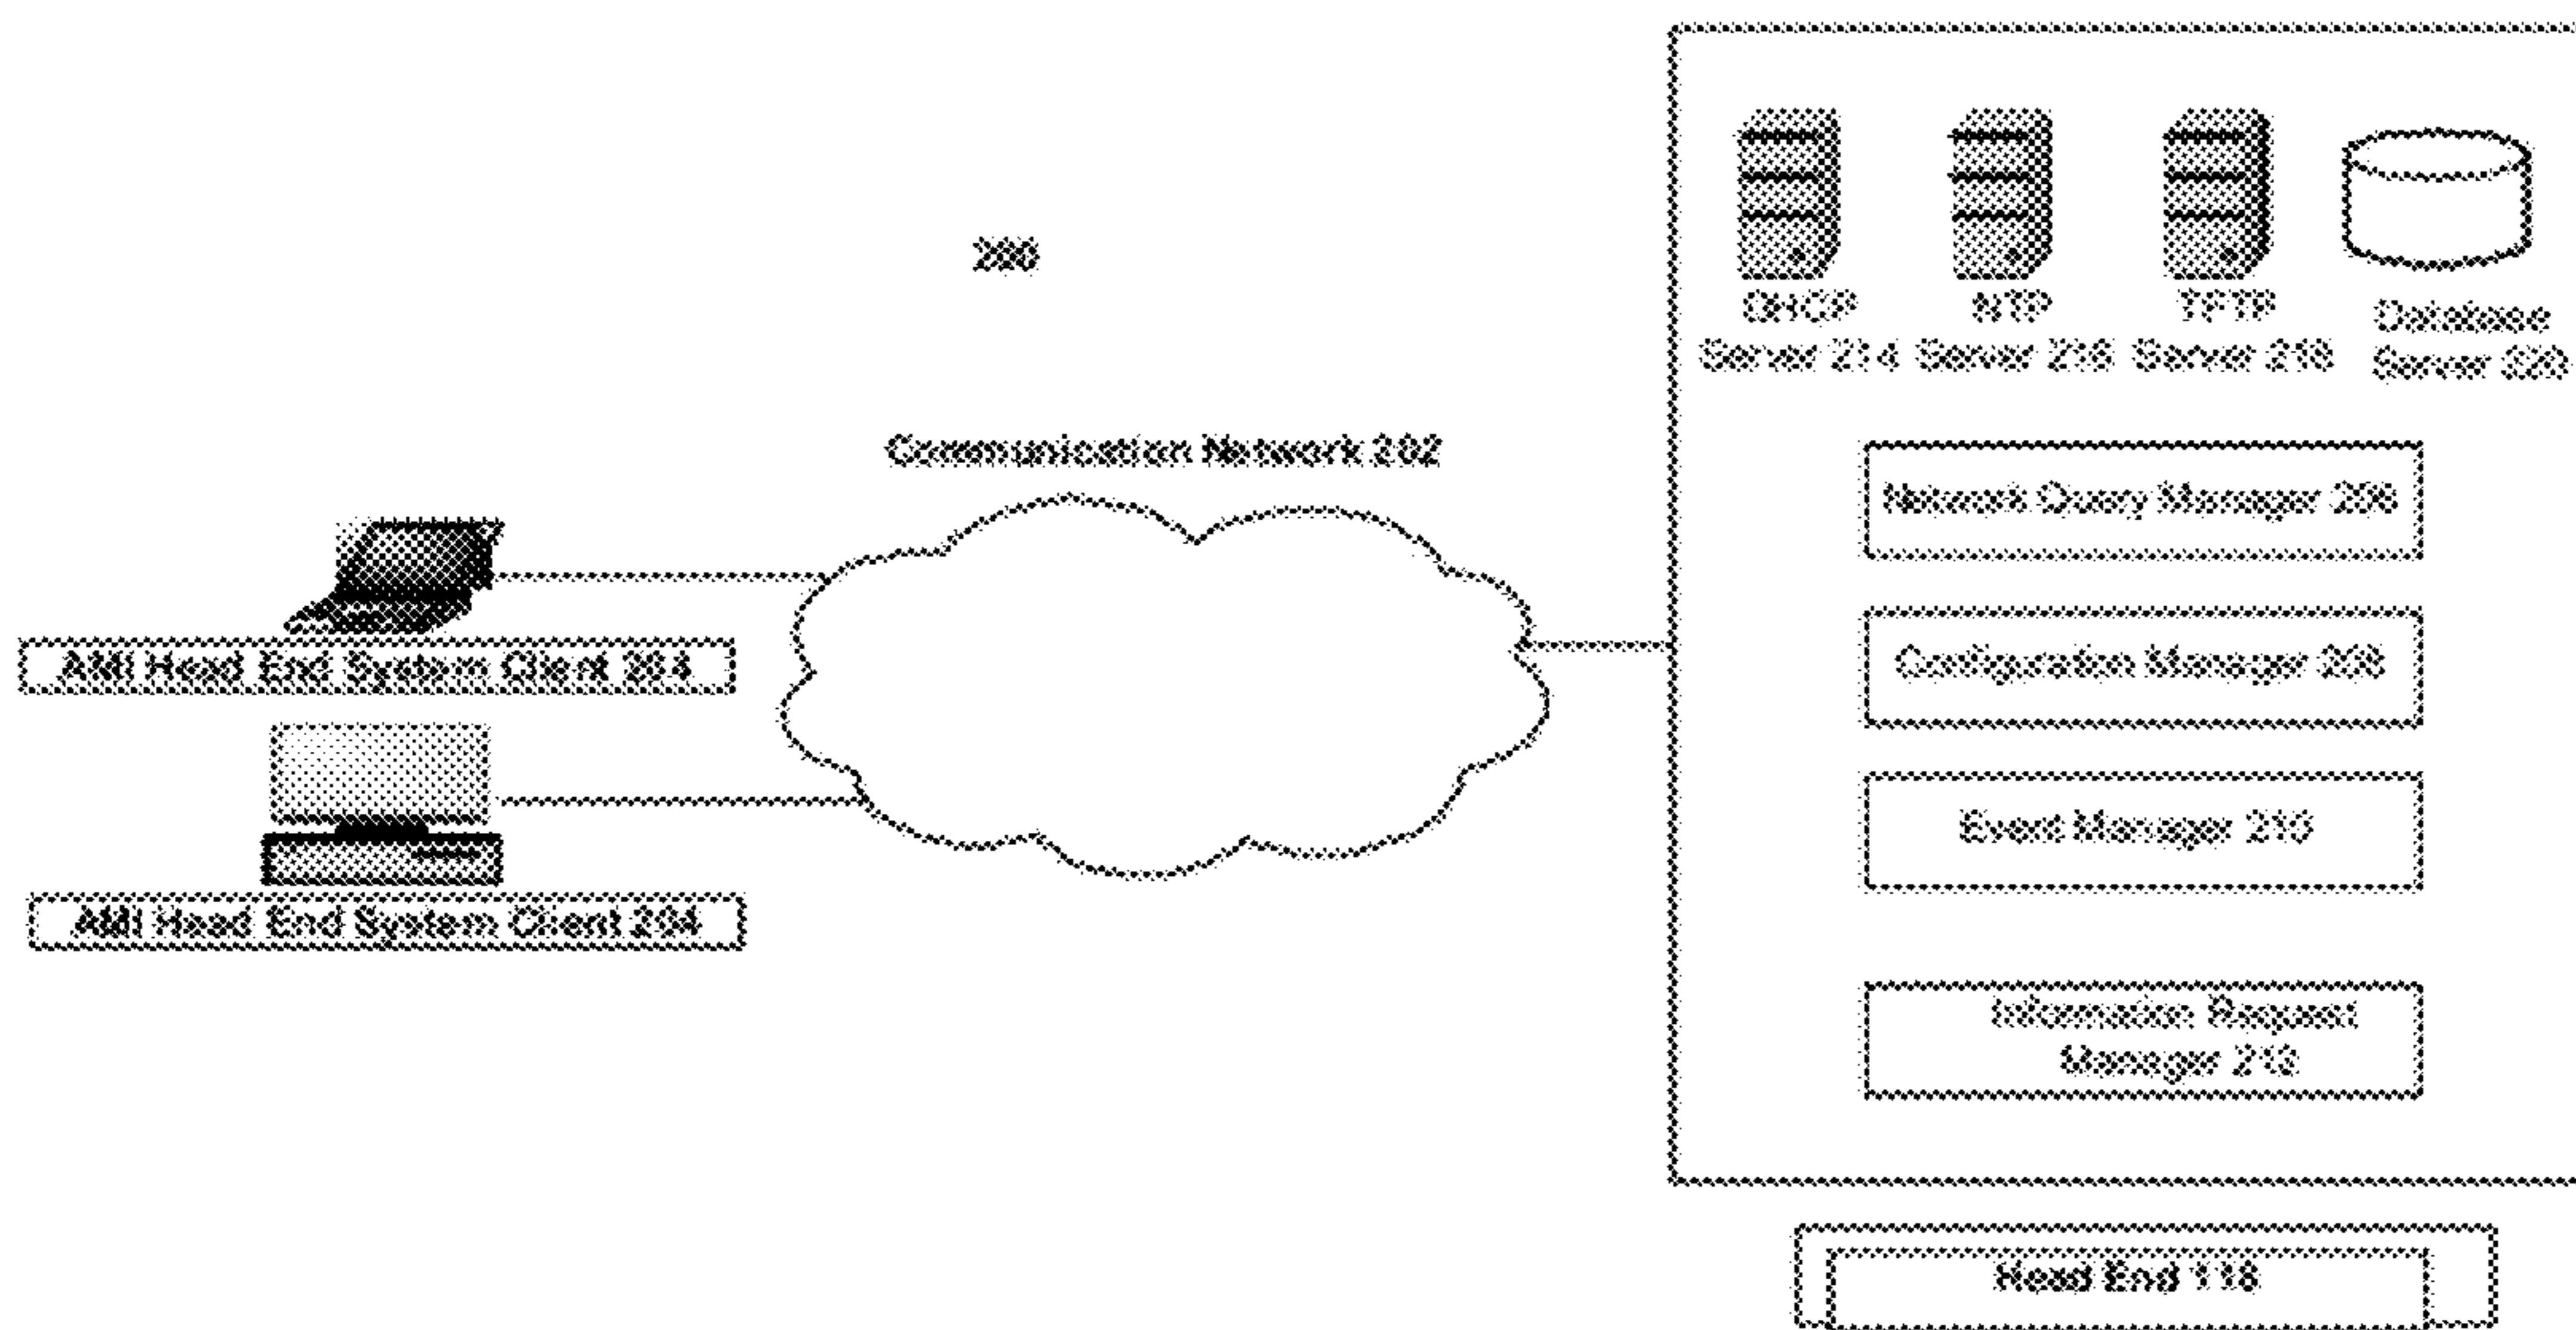 200
DHCP
Server 214
NTP
Server 216
TFTP
Server 218
Database
Server 220
Communication Network 202
Network Query Manager 206
Configuration Manager 208
Event Manager 210
Information Request
Manager 212
AMI Head End System Client 204
AMI Head End System Client 204
Head End 118